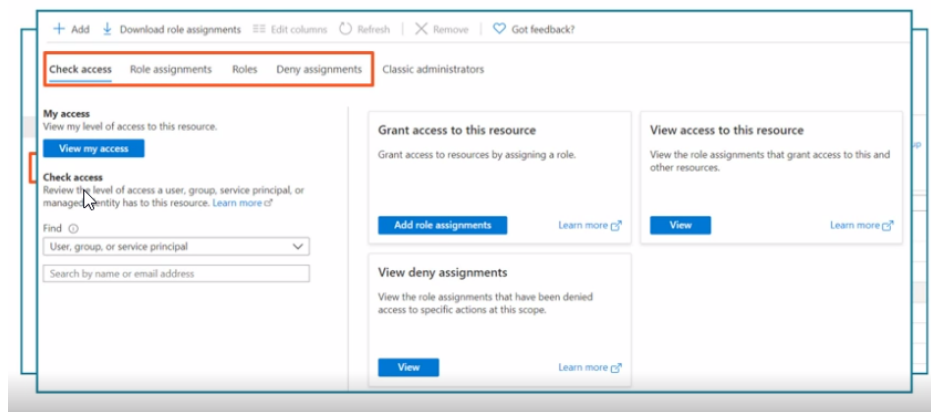 Add Download role assignments Edit columns Refresh Remove Got feedback?
Check access Role assignments Roles Deny assignments Classic administrators
My access
View my level of access to this resource.
View my access
Check access
Review the level of access a user, group, service principal, or
managed identity has to this resource. Learn more
Find
User, group, or service principal
Search by name or email address
Grant access to this resource
Grant access to resources by assigning a role.
Add role assignments Learn more
View access to this resource
View the role assignments that grant access to this and
other resources.
View Learn more
View deny assignments
View the role assignments that have been denied
access to specific actions at this scope.
View Learn more
up